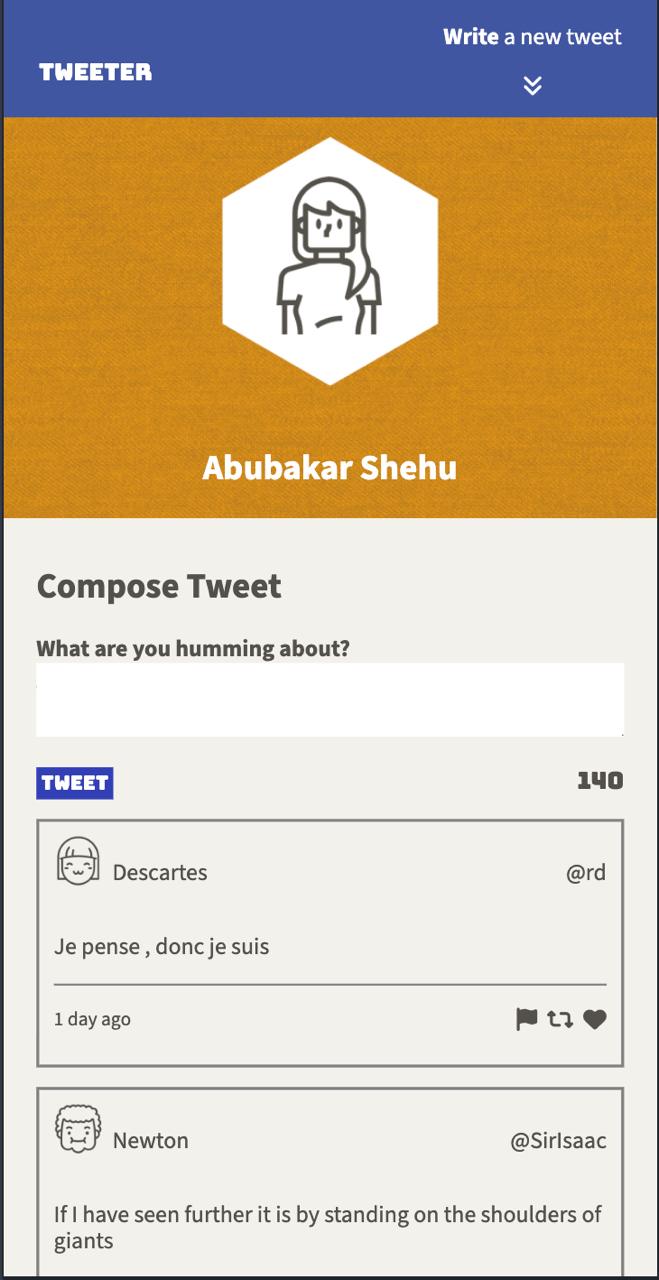 Write a new tweet
TWEETER
Abubakar Shehu
Compose Tweet
What are you humming about?
TWEET
140
Descartes
@rd
Je pense , donc je suis
1 day ago
Newton
@SirIsaac
If I have seen further it is by standing on the shoulders of
giants